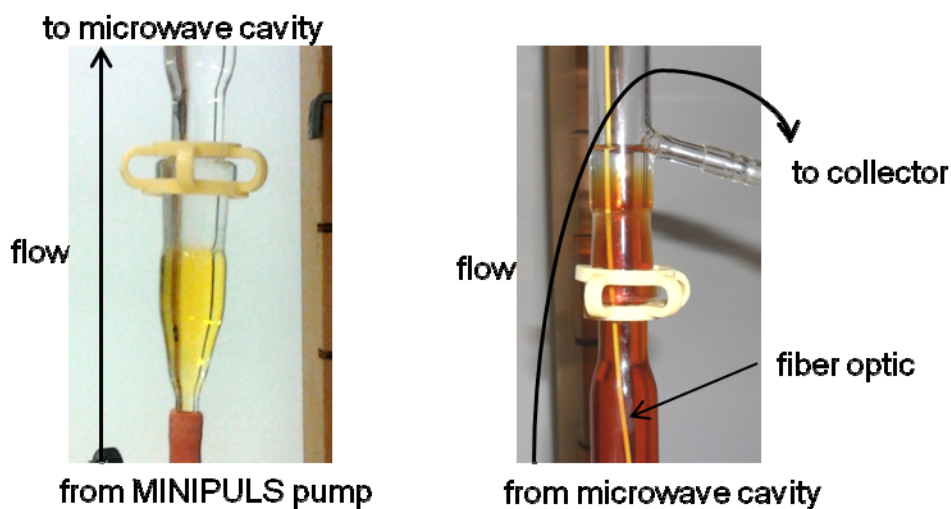 to microwave cavity
flow
from MINIPULS pump
to collector
flow
fiber optic
from microwave cavity